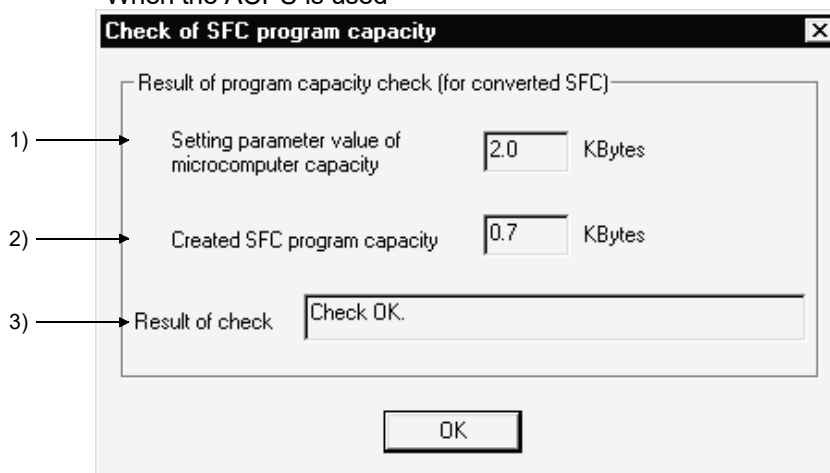 When the ACPU is used
Check of SFC program capacity
Result of program capacity check (for converted SFC)
1)
Setting parameter value of
microcomputer capacity
2.0
KBytes
2)
Created SFC program capacity
0.7
KBytes
3)
Result of check
Check OK.
OK